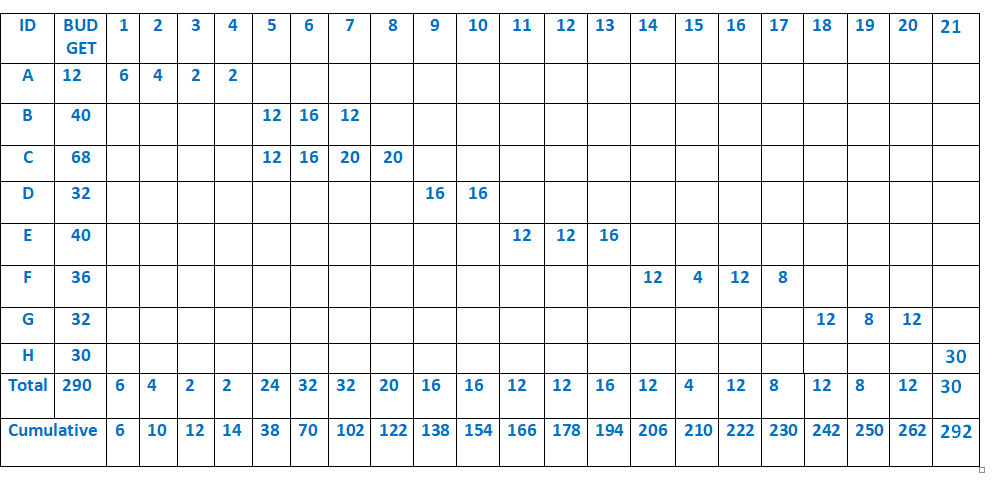 ID BUD GET 1 2 3 4 5 6 7 8 9 10 11 12 13 14 15 16 17 18 19 20 21
A 12 6 4 2 2
B 40 12 16 12
C 68 12 16 20 20
D 32 16 16
E 40 12 12 16
F 36 12 4 12 8
G 32 12 8 12
H 30 30
Total 290 6 4 2 2 24 32 32 20 16 16 12 12 16 12 4 12 8 12 8 12 30
Cumulative 6 10 12 14 38 70 102 122 138 154 166 178 194 206 210 222 230 242 250 262 292